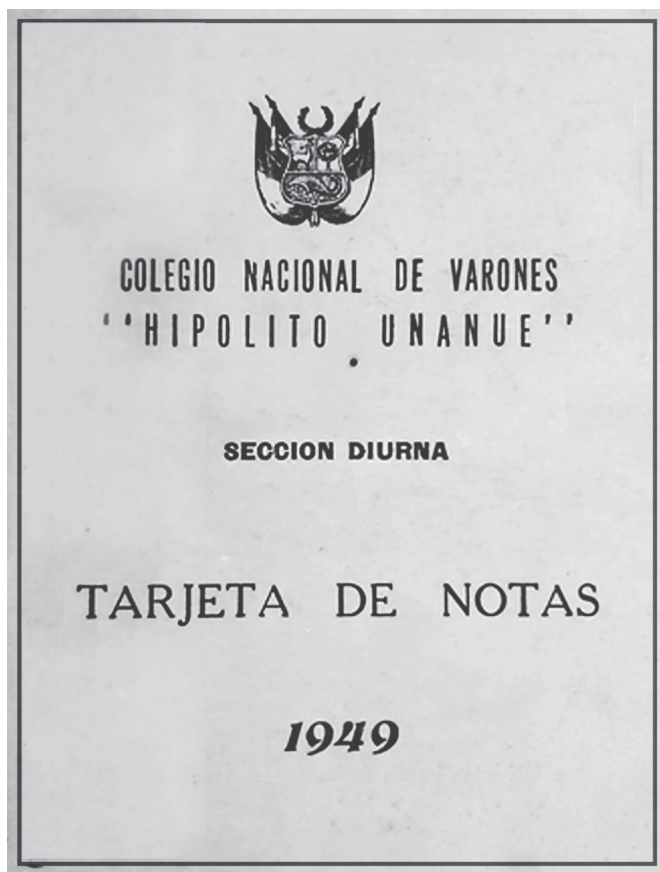 COLEGIO NACIONAL DE VARONES
‘‘HIPOLITO UNANUE’’
SECCION DIURNA
TARJETA DE NOTAS
1949